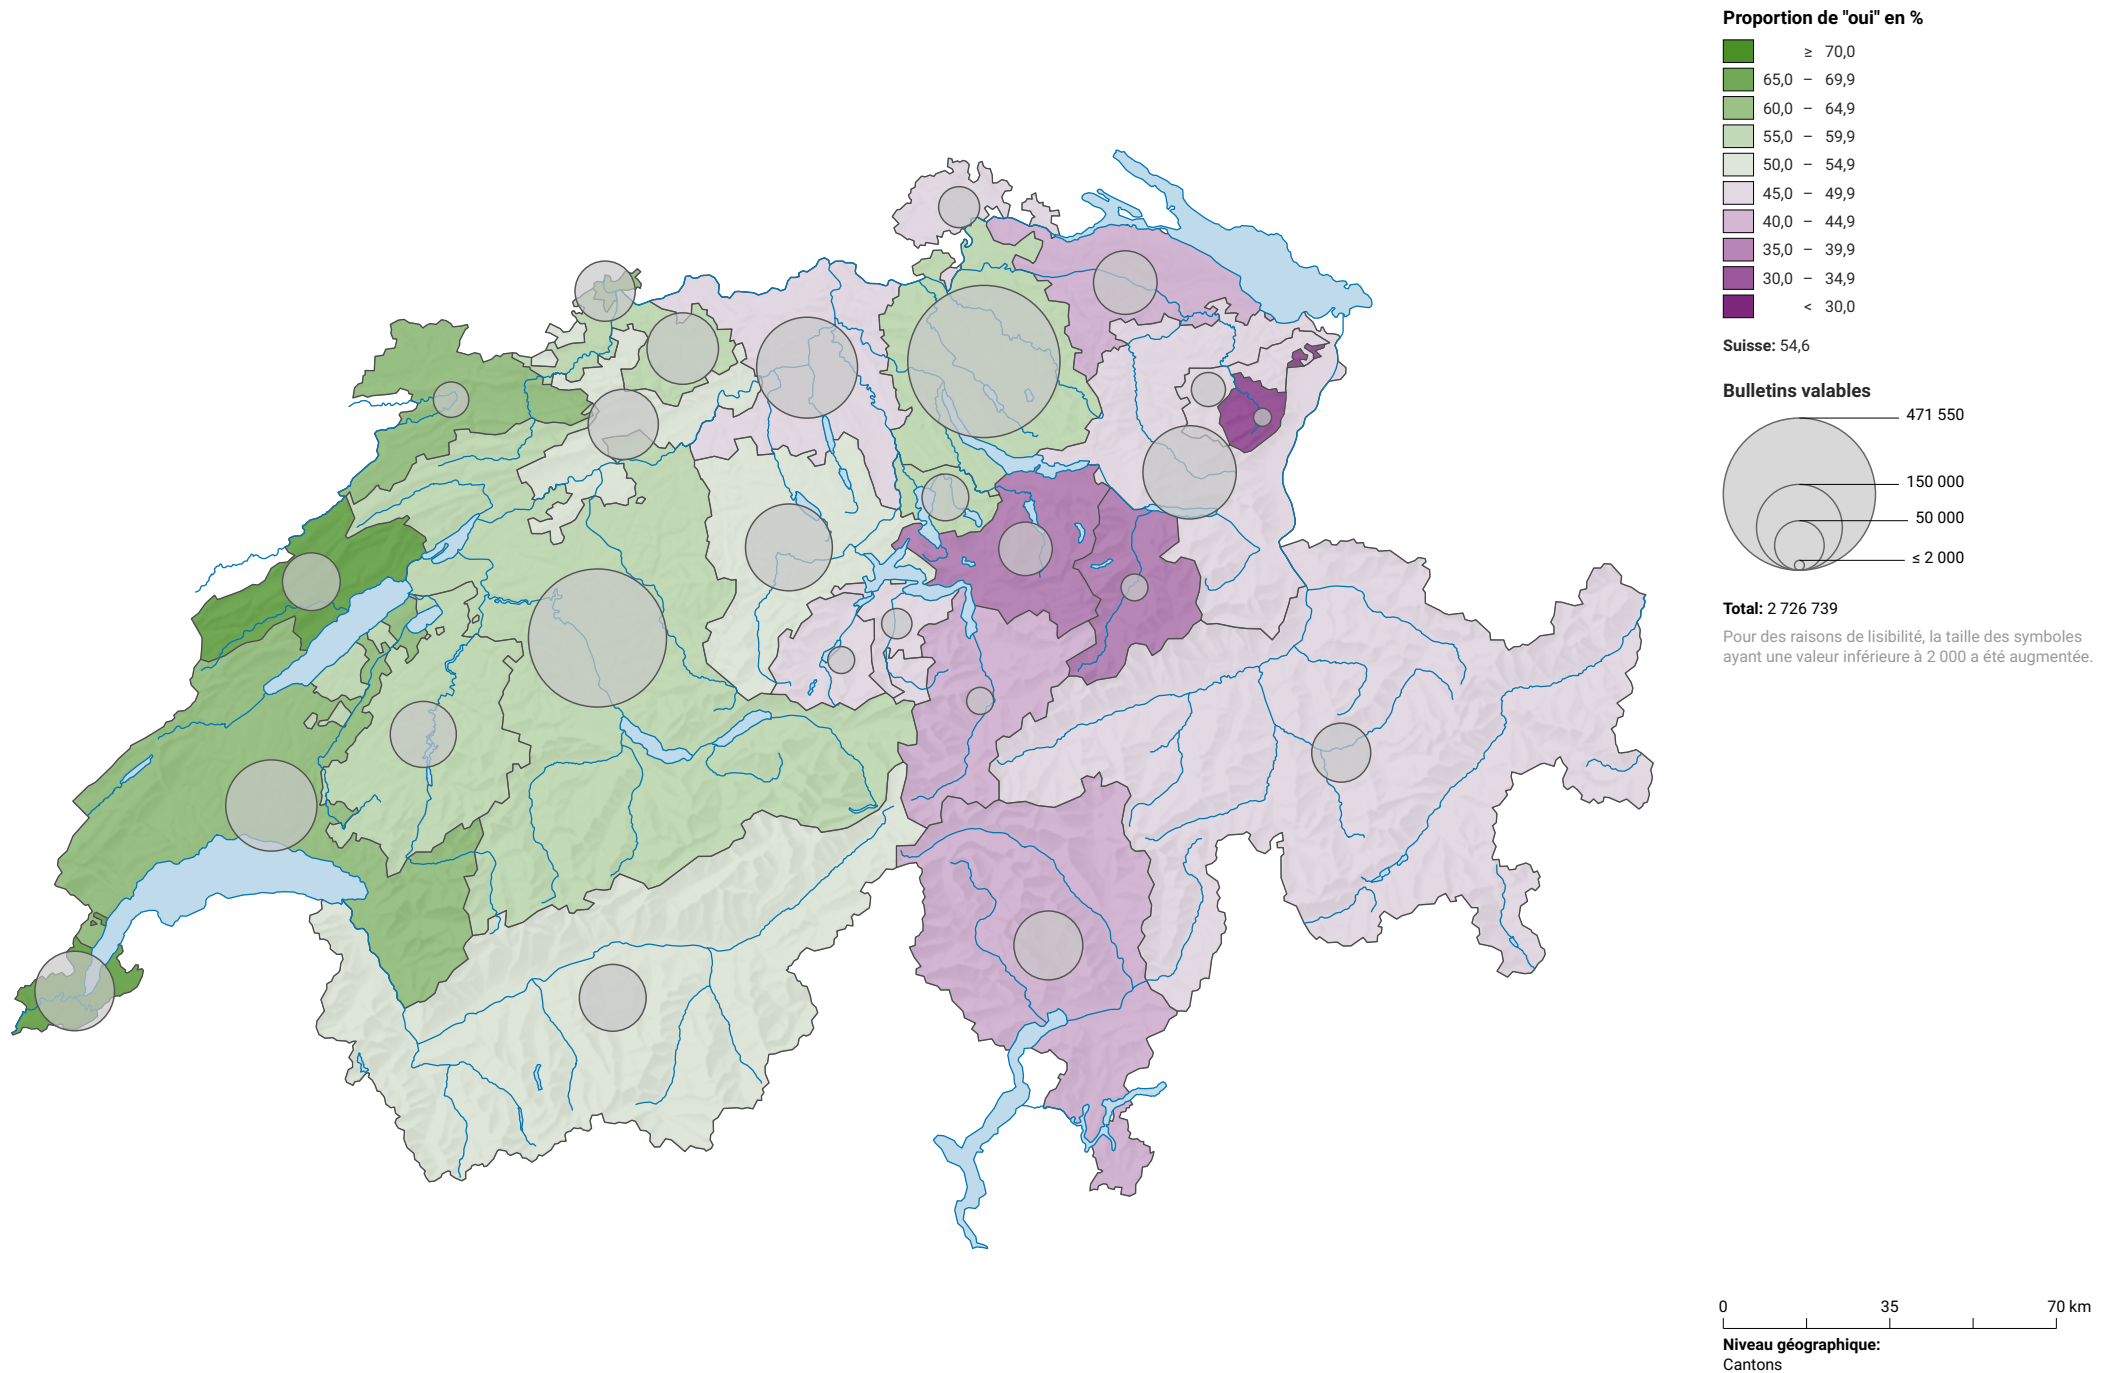 Proportion de "oui" en %
≥ 70,0
65,0 – 69,9
60,0 – 64,9
55,0 – 59,9
50,0 – 54,9
45,0 – 49,9
40,0 – 44,9
35,0 – 39,9
30,0 – 34,9
< 30,0
Suisse: 54,6
Bulletins valables
471 550
150 000
50 000
≤ 2 000
Total: 2 726 739
Pour des raisons de lisibilité, la taille des symboles
ayant une valeur inférieure à 2 000 a été augmentée.
0 35 70 km
Niveau géographique:
Cantons